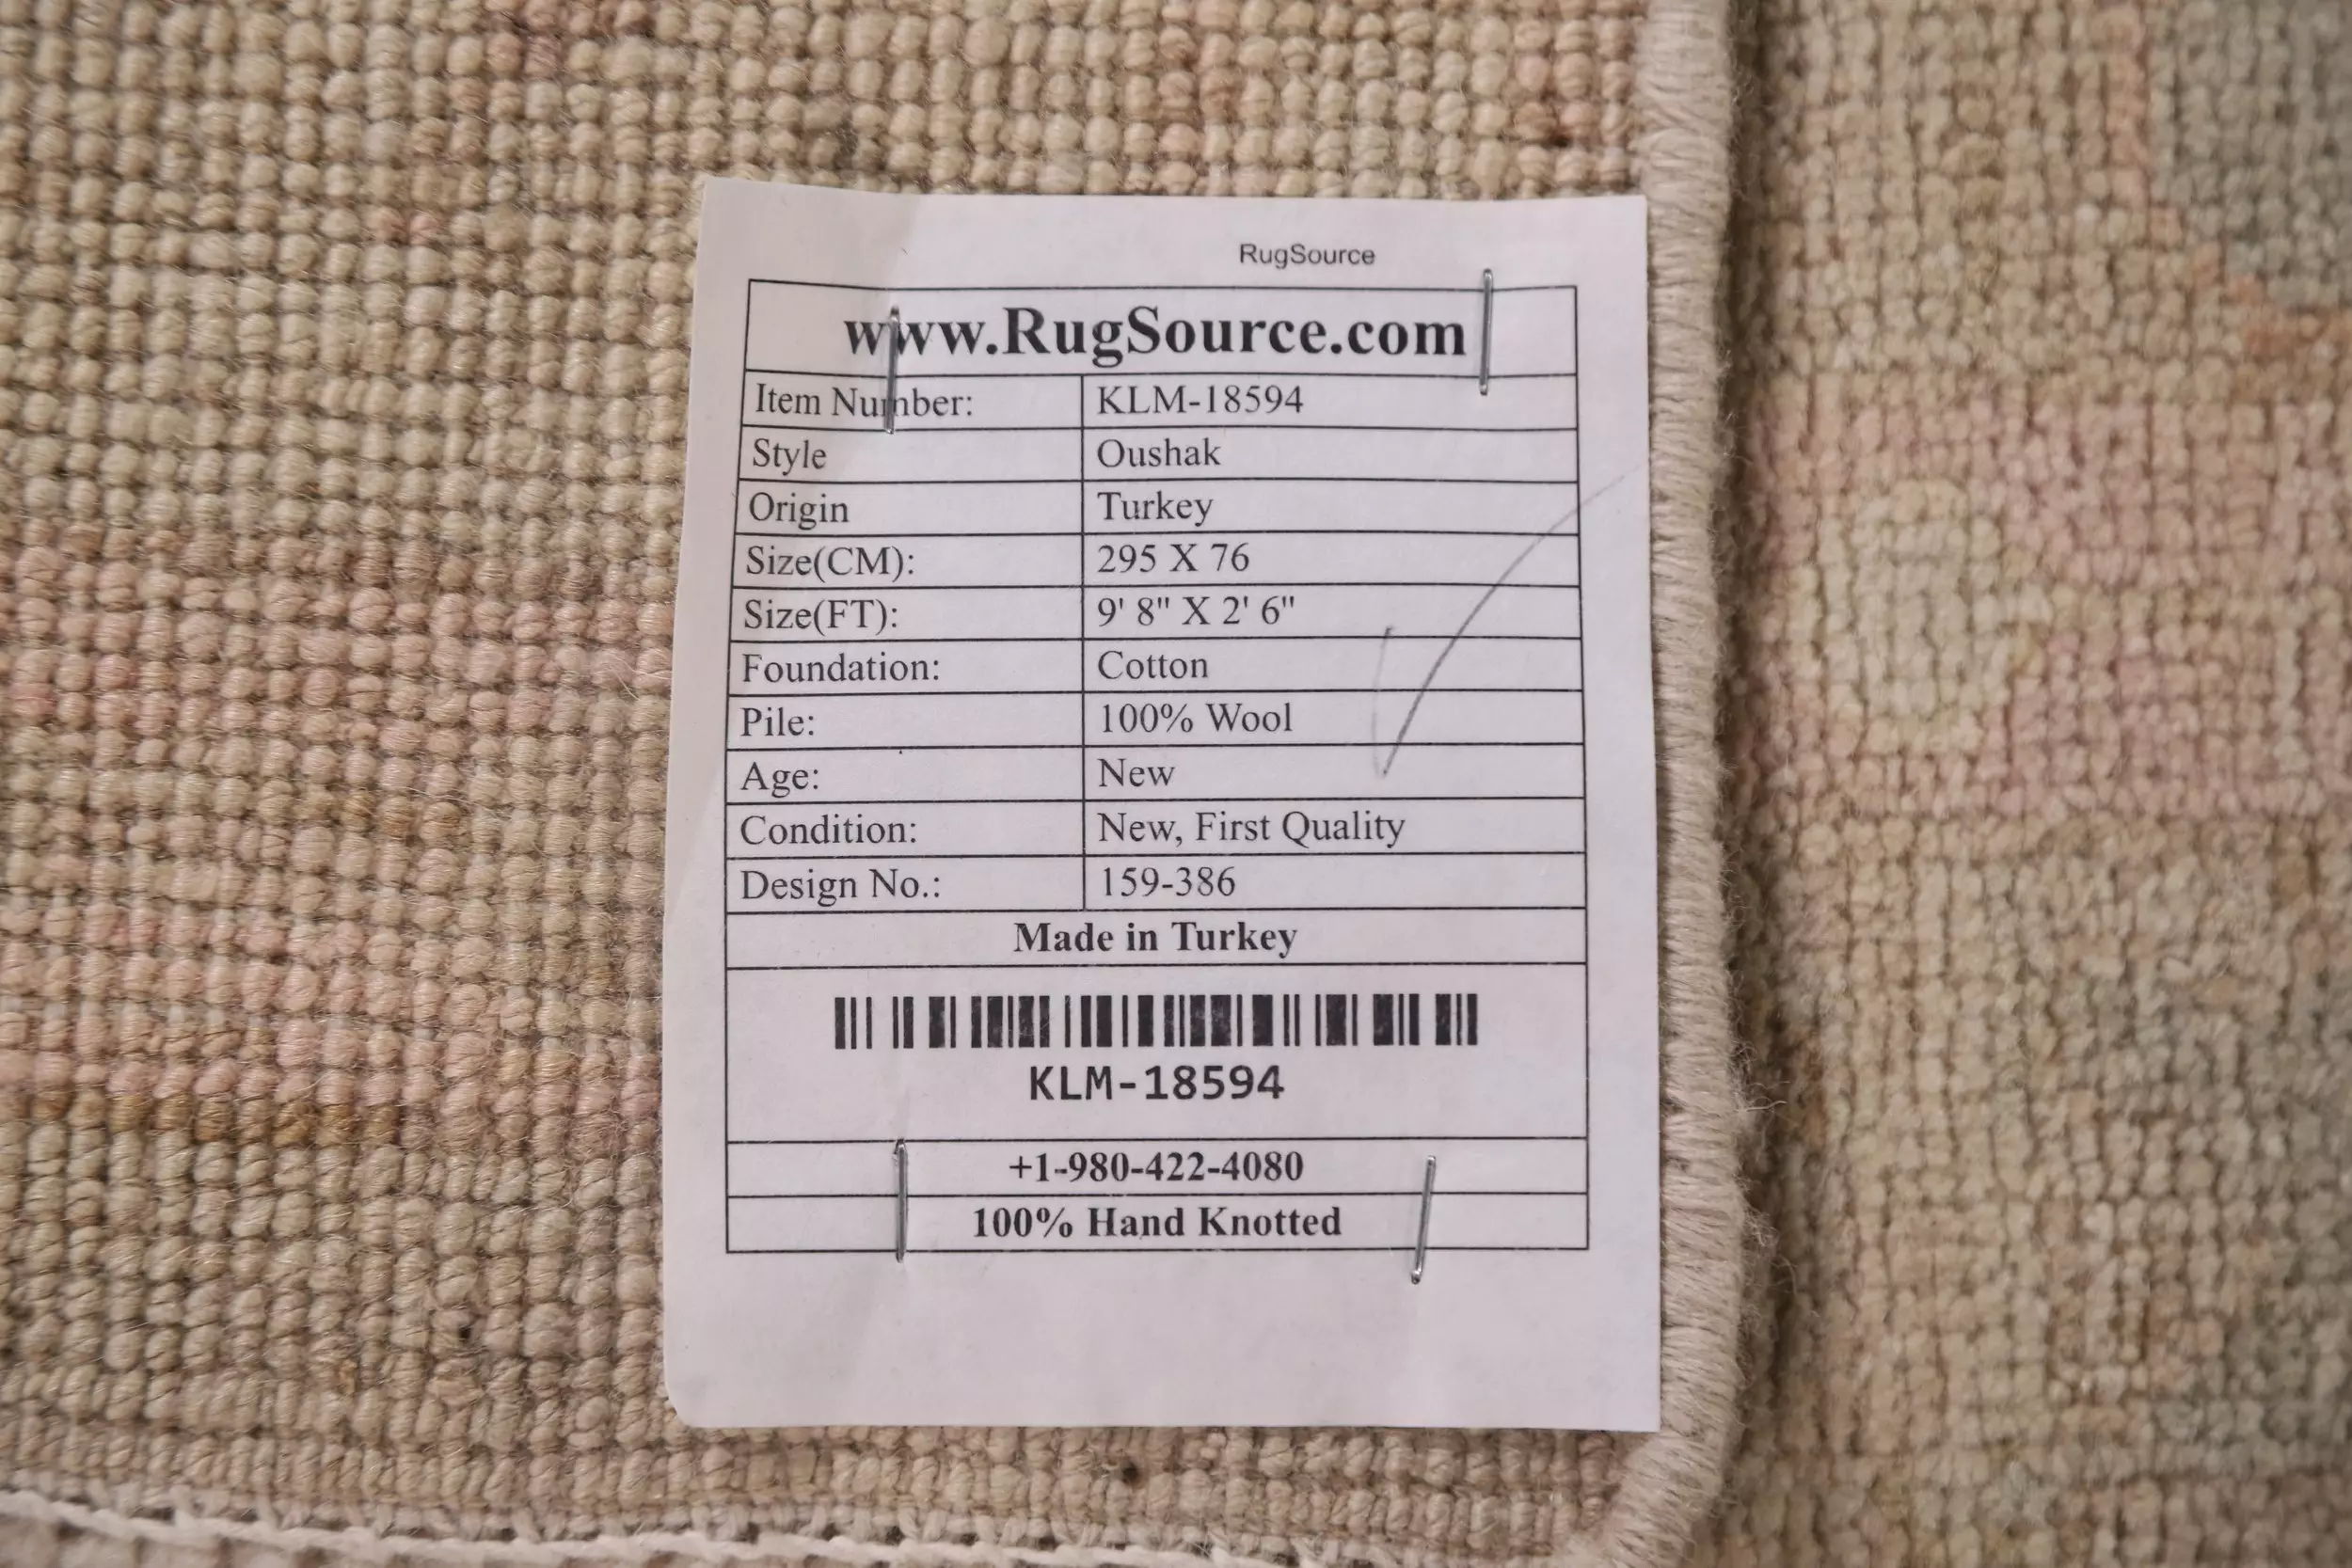 RugSource
www.RugSource.com
Item Number: KLM-18594
Style Oushak
Origin Turkey
Size(CM): 295 X 76
Size(FT): 9' 8" X 2' 6"
Foundation: Cotton
Pile: 100% Wool
Age: New
Condition: New, First Quality
Design No.: 159-386
Made in Turkey
KLM-18594
+1-980-422-4080
100% Hand Knotted